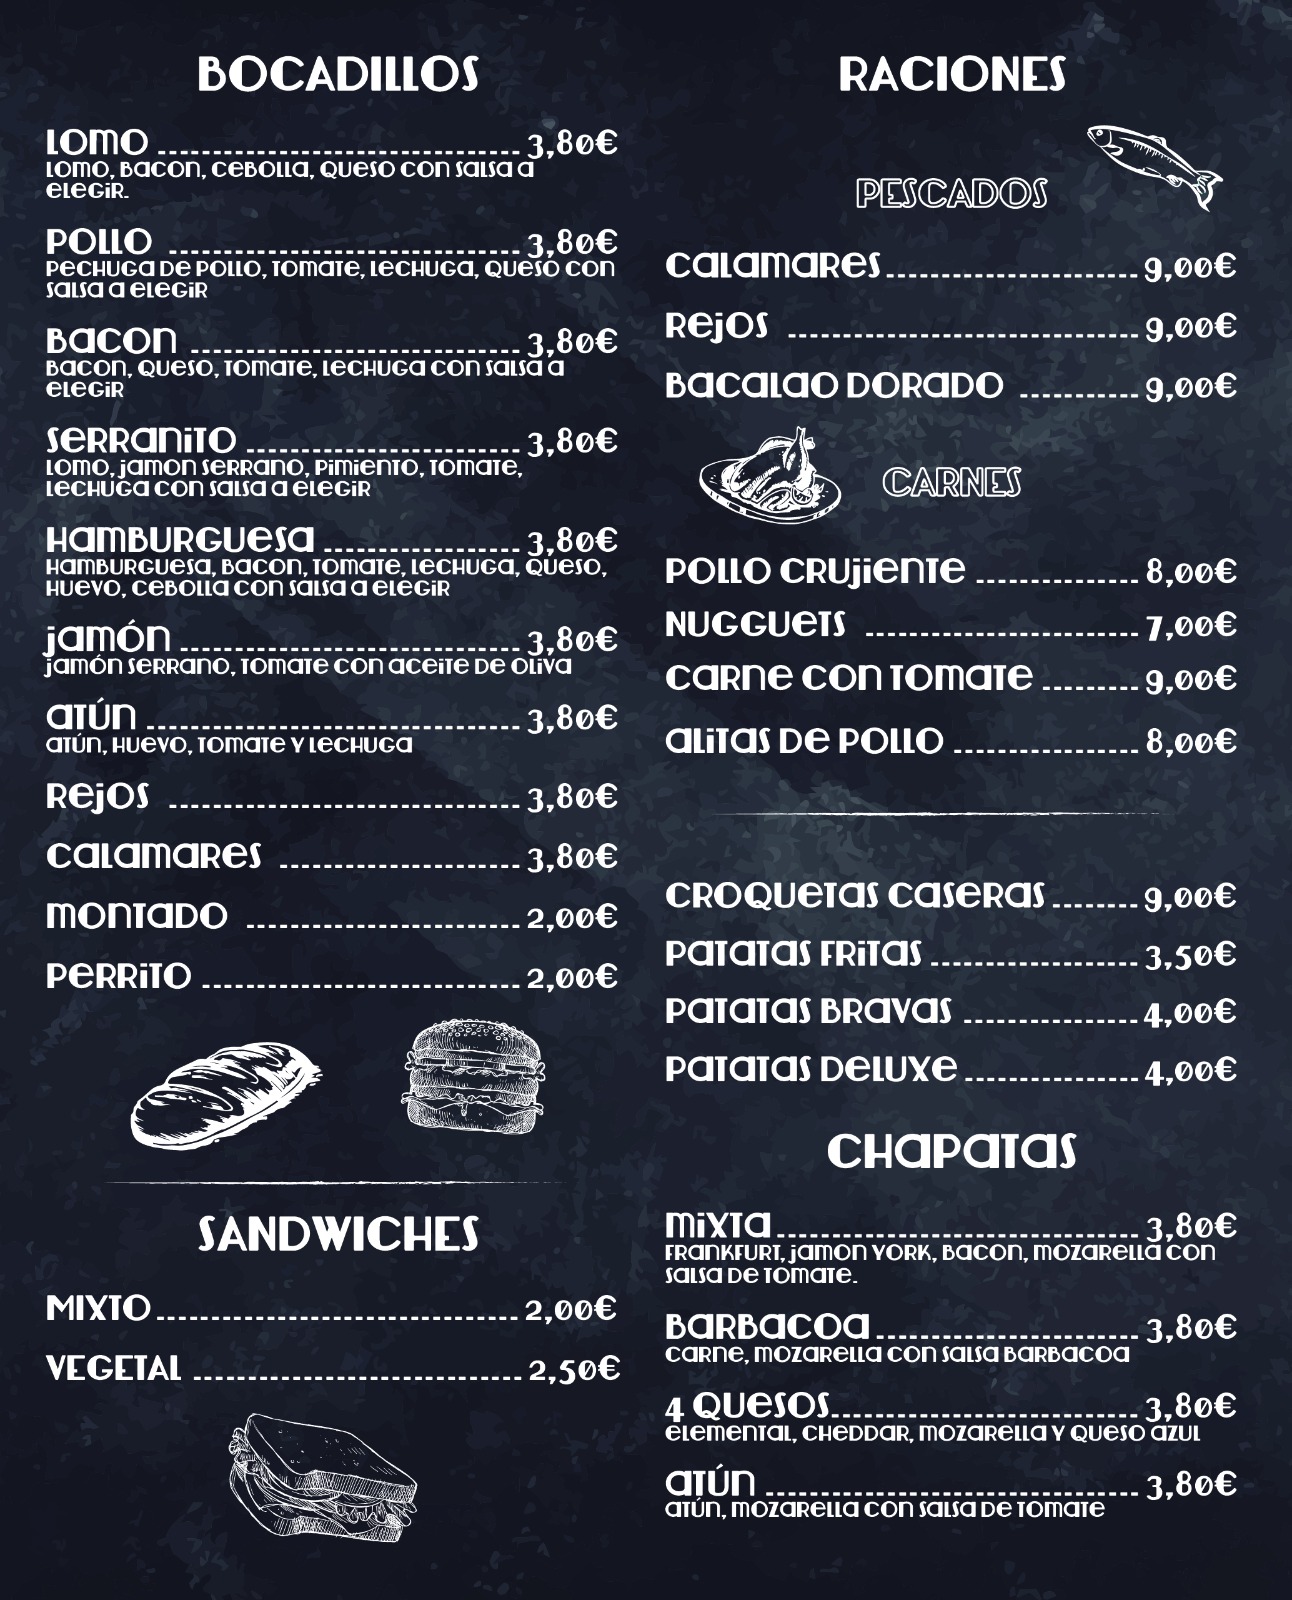 BOCADILLOS
LOMO 3,80€
LOMO, BACON, CEBOLLA, QUESO CON SALSA A
ELEGIR.
POLLO 3,80€
PECHUGA DE POLLO, TOMATE, LECHUGA, QUESO CON
SALSA A ELEGIR
BACON 3,80€
BACON, QUESO, TOMATE, LECHUGA CON SALSA A
ELEGIR
SERRANITO 3,80€
LOMO, JAMON SERRANO, PIMIENTO, TOMATE,
LECHUGA CON SALSA A ELEGIR
HAMBURGUESA 3,80€
HAMBURGUESA, BACON, TOMATE, LECHUGA, QUESO,
HUEVO, CEBOLLA CON SALSA A ELEGIR
JAMÓN 3,80€
JAMÓN SERRANO, TOMATE CON ACEITE DE OLIVA
ATÚN 3,80€
ATÚN, HUEVO, TOMATE Y LECHUGA
REJOS 3,80€
CALAMARES 3,80€
MONTADO 2,00€
PERRITO 2,00€
SANDWICHES
MIXTO 2,00€
VEGETAL 2,50€
RACIONES
PESCADOS
CALAMARES 9,00€
REJOS 9,00€
BACALAO DORADO 9,00€
CARNES
POLLO CRUJIENTE 8,00€
NUGGUETS 7,00€
CARNE CON TOMATE 9,00€
ALITAS DE POLLO 8,00€
CROQUETAS CASERAS 9,00€
PATATAS FRITAS 3,50€
PATATAS BRAVAS 4,00€
PATATAS DELUXE 4,00€
CHAPATAS
MIXTA 3,80€
FRANKFURT, JAMON YORK, BACON, MOZARELLA CON
SALSA DE TOMATE.
BARBACOA 3,80€
CARNE, MOZARELLA CON SALSA BARBACOA
4 QUESOS 3,80€
ELEMENTAL, CHEDDAR, MOZARELLA Y QUESO AZUL
ATÚN 3,80€
ATÚN, MOZARELLA CON SALSA DE TOMATE